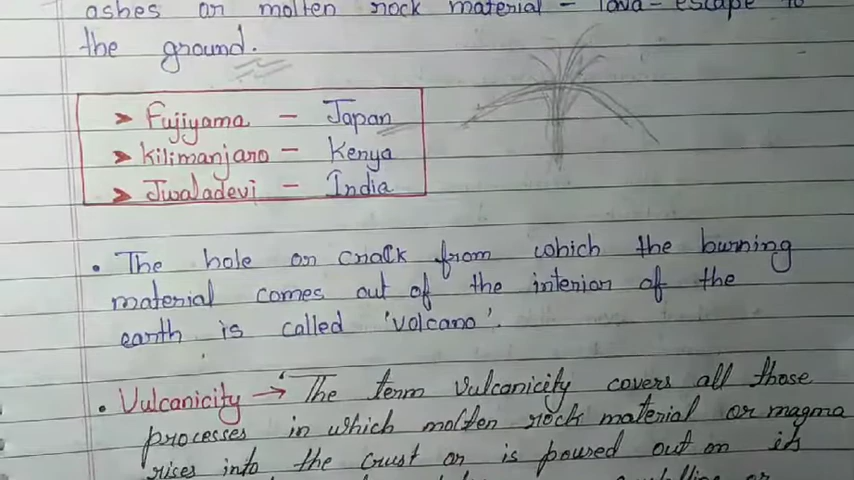 ashes or molten rock material - lava - escape to
the ground.
➤ Fujiyama - Japan
➤ Kilimanjaro - Kenya
➤ Jwaladevi - India
• The hole or crack from which the burning
material comes out of the interior of the
earth is called 'volcano'.
• Vulcanicity → The term Vulcanicity covers all those
processes in which molten rock material or magma
rises into the crust or is poured out on its
or